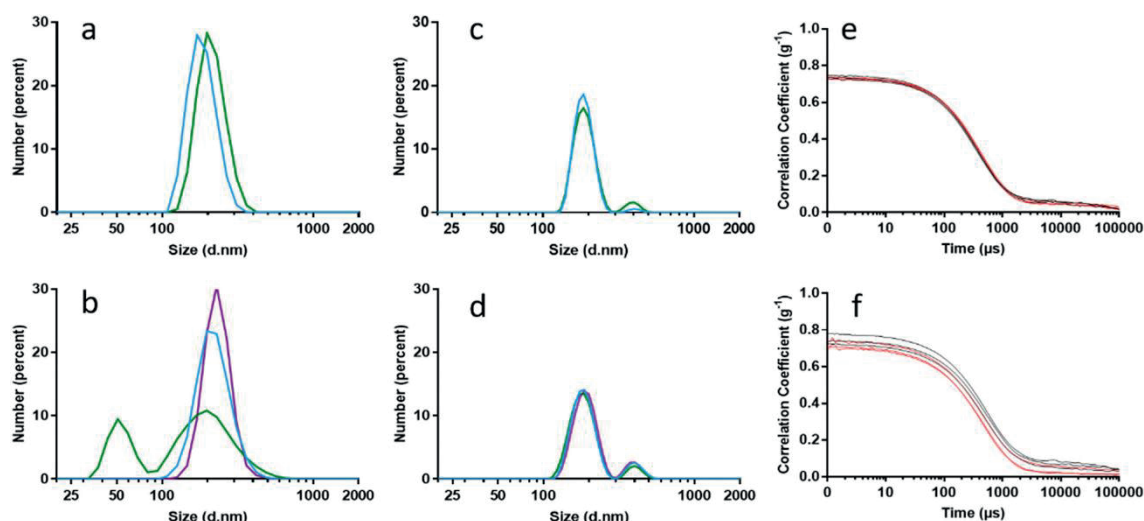 a
30
20
10
0
Number (percent)
25 50 100 1000 2000
Size (d.nm)
c
30
20
10
0
Number (percent)
25 50 100 1000 2000
Size (d.nm)
e
1.0
0.8
0.6
0.4
0.2
0.0
Correlation Coefficient (g⁻¹)
0 10 100 1000 10000 100000
Time (μs)
b
30
20
10
0
Number (percent)
25 50 100 1000 2000
Size (d.nm)
d
30
20
10
0
Number (percent)
25 50 100 1000 2000
Size (d.nm)
f
1.0
0.8
0.6
0.4
0.2
0.0
Correlation Coefficient (g⁻¹)
0 10 100 1000 10000 100000
Time (μs)